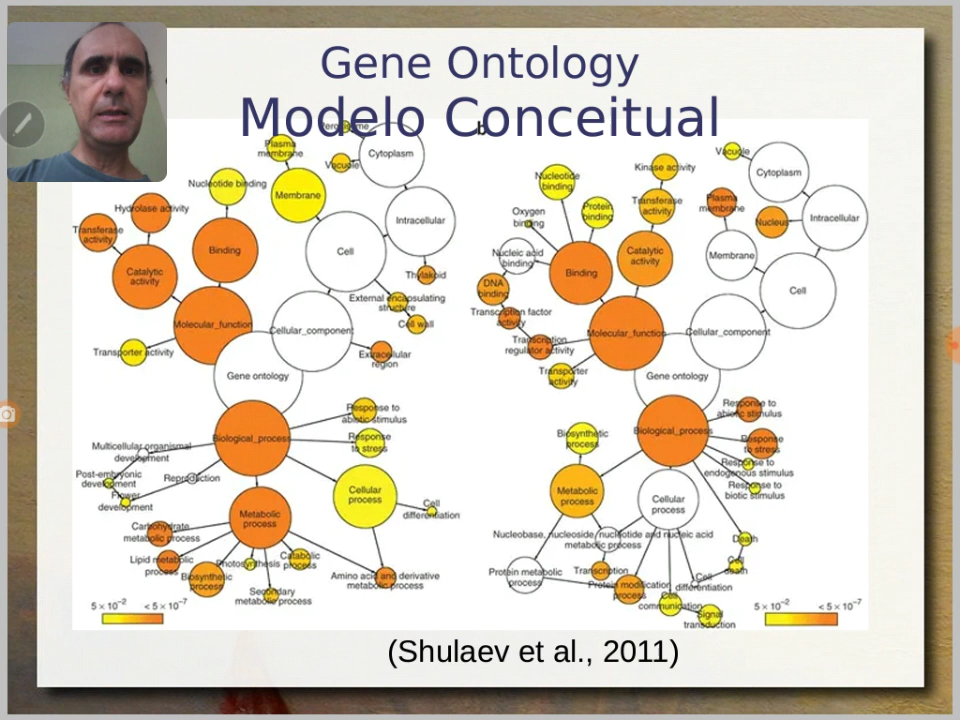 Gene Ontology
Modelo Conceitual
Plasma
membrane
Vacuole
Cytoplasm
Nucleotide binding
Membrane
Hydrolase activity
Intracellular
Transferase
activity
Binding
Cell
Catalytic
activity
Thylakoid
External encapsulating
structure
Cell wall
Molecular_function
Cellular_component
Transporter activity
Extracellular
region
Gene ontology
Biological_process
Response to
abiotic stimulus
Response
to stress
Multicellular organismal
development
Post-embryonic
development
Reproduction
Flower
development
Cellular
process
Cell
differentiation
Metabolic
process
Carbohydrate
metabolic process
Lipid metabolic
process
Photosynthesis
Catabolic
process
Biosynthetic
process
Secondary
metabolic process
Amino acid and derivative
metabolic process
5 × 10⁻² < 5 × 10⁻⁷
b
Vacuole
Kinase activity
Cytoplasm
Nucleotide
binding
Transferase
activity
Plasma
membrane
Protein
binding
Oxygen
binding
Nucleus
Intracellular
Nucleic acid
binding
Catalytic
activity
Membrane
Binding
DNA
binding
Cell
Transcription factor
activity
Molecular_function
Cellular_component
Transcription
regulator activity
Transporter
activity
Gene ontology
Response to
abiotic stimulus
Biological_process
Biosynthetic
process
Response
to stress
Response to
endogenous stimulus
Response to
biotic stimulus
Metabolic
process
Cellular
process
Nucleobase, nucleoside, nucleotide and nucleic acid
metabolic process
Death
Cell
death
Protein metabolic
process
Transcription
Protein modification
process
Cell
differentiation
Cell
communication
Signal
transduction
5 × 10⁻² < 5 × 10⁻⁷
(Shulaev et al., 2011)